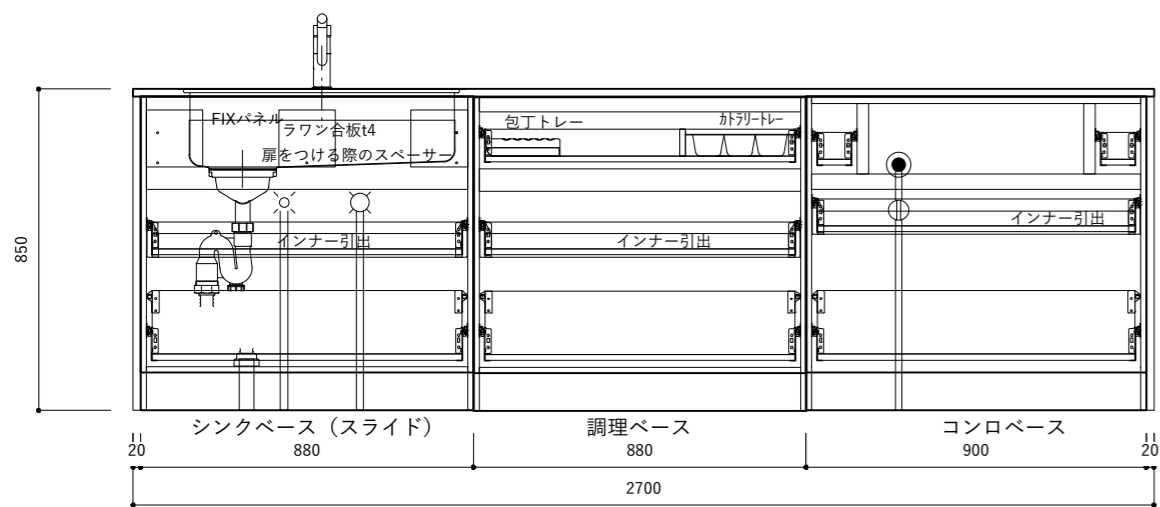 FIXパネル
ラワン合板t4
扉をつける際のスペーサー
包丁トレー
カトラリートレー
インナー引出
インナー引出
インナー引出
850
シンクベース（スライド）
調理ベース
コンロベース
20
880
880
900
20
2700